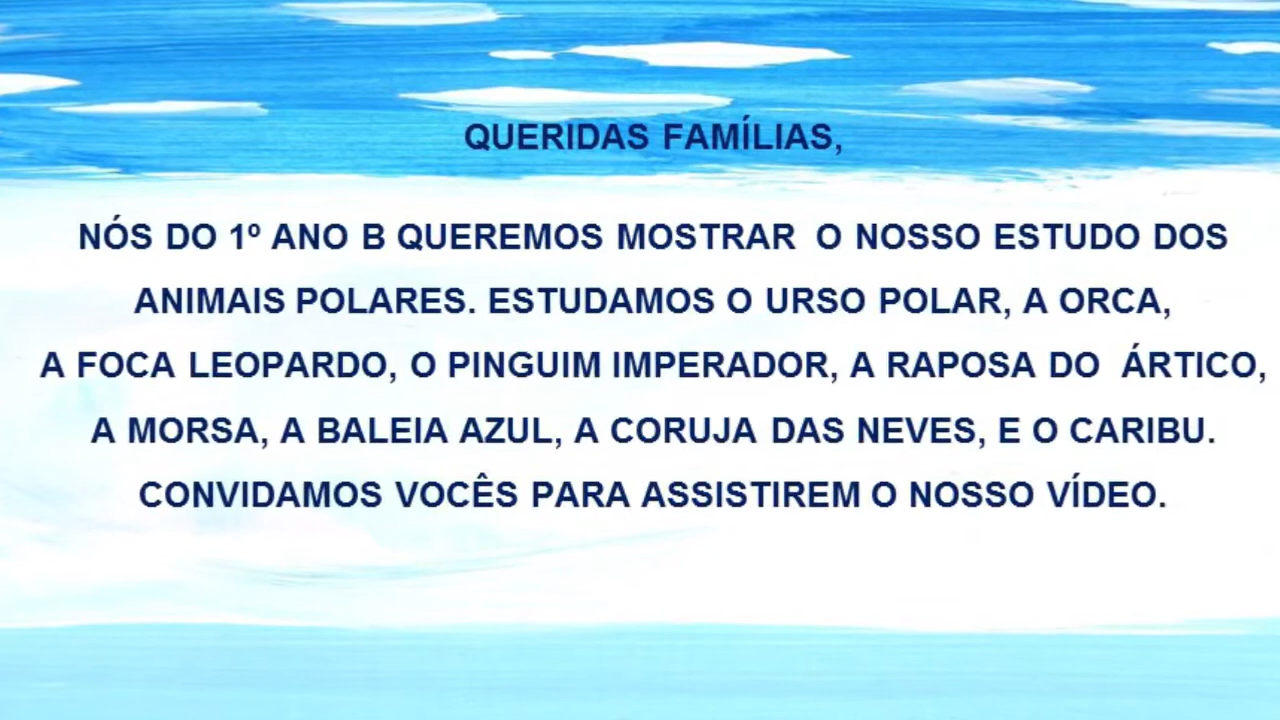 QUERIDAS FAMÍLIAS,
NÓS DO 1º ANO B QUEREMOS MOSTRAR O NOSSO ESTUDO DOS
ANIMAIS POLARES. ESTUDAMOS O URSO POLAR, A ORCA,
A FOCA LEOPARDO, O PINGUIM IMPERADOR, A RAPOSA DO ÁRTICO,
A MORSA, A BALEIA AZUL, A CORUJA DAS NEVES, E O CARIBU.
CONVIDAMOS VOCÊS PARA ASSISTIREM O NOSSO VÍDEO.